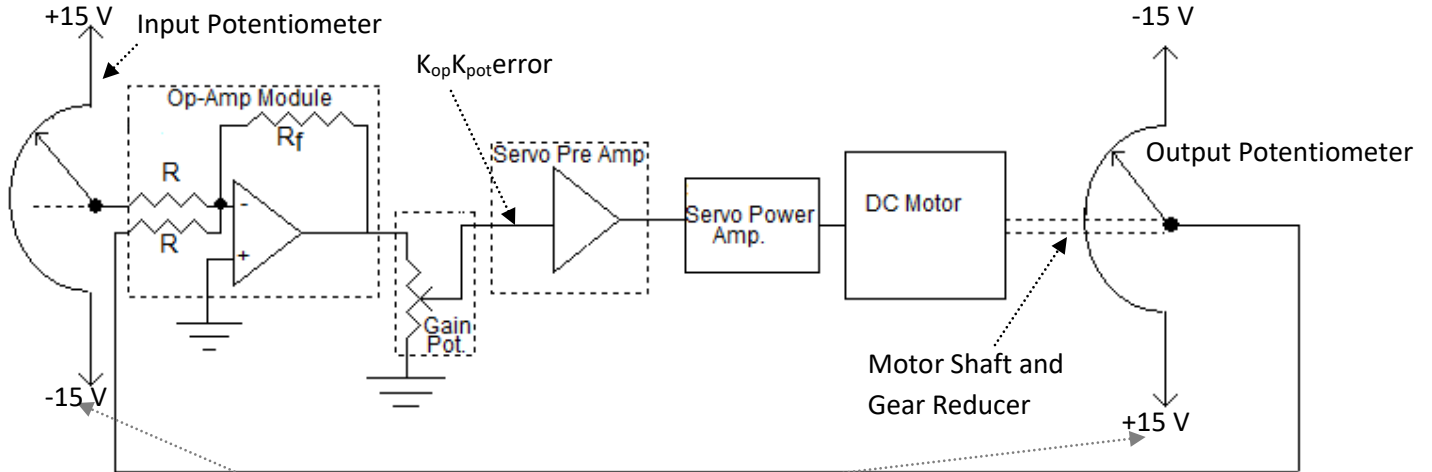 +15 V
Input Potentiometer
-15 V
KopKpoterror
Op-Amp Module
Rf
Servo Pre Amp
Output Potentiometer
R
-
DC Motor
Servo Power
Amp.
R
+
Gain
Pot.
Motor Shaft and
Gear Reducer
-15 V
+15 V